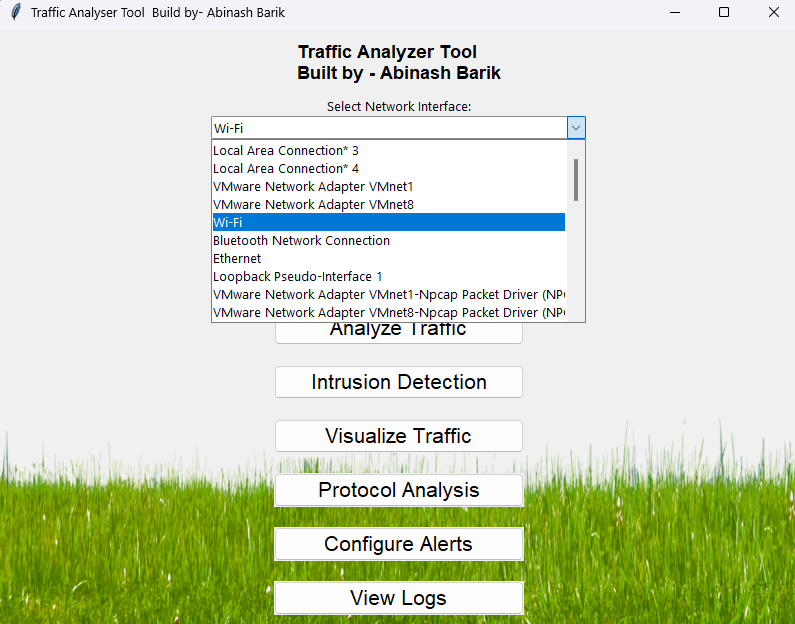 Traffic Analyser Tool  Build by- Abinash Barik
Traffic Analyzer Tool
Built by - Abinash Barik
Select Network Interface:
Wi-Fi
Local Area Connection* 3
Local Area Connection* 4
VMware Network Adapter VMnet1
VMware Network Adapter VMnet8
Wi-Fi
Bluetooth Network Connection
Ethernet
Loopback Pseudo-Interface 1
VMware Network Adapter VMnet1-Npcap Packet Driver (NP
VMware Network Adapter VMnet8-Npcap Packet Driver (NP
Analyze Traffic
Intrusion Detection
Visualize Traffic
Protocol Analysis
Configure Alerts
View Logs